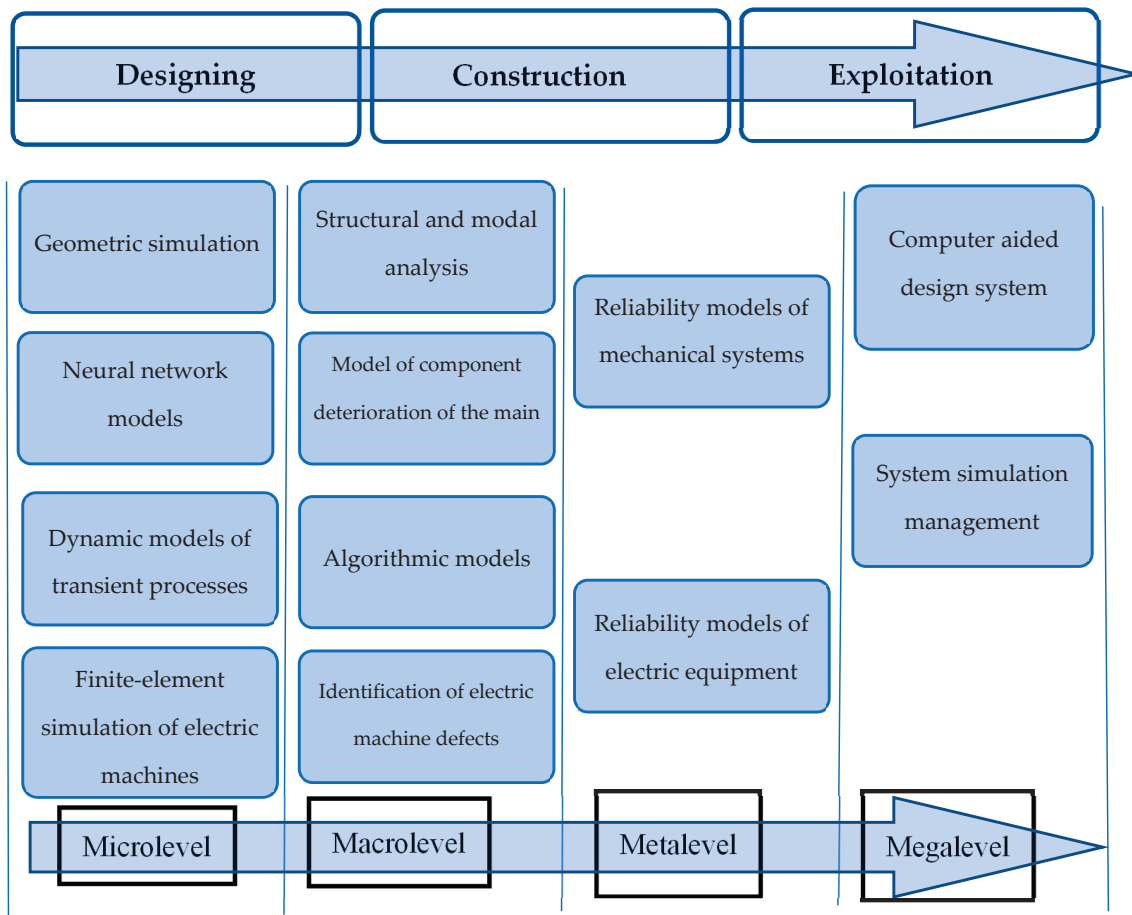 Designing
Construction
Exploitation
Geometric simulation
Neural network
models
Dynamic models of
transient processes
Finite-element
simulation of electric
machines
Structural and modal
analysis
Model of component
deterioration of the main
Algorithmic models
Identification of electric
machine defects
Reliability models of
mechanical systems
Reliability models of
electric equipment
Computer aided
design system
System simulation
management
Microlevel
Macrolevel
Metalevel
Megalevel